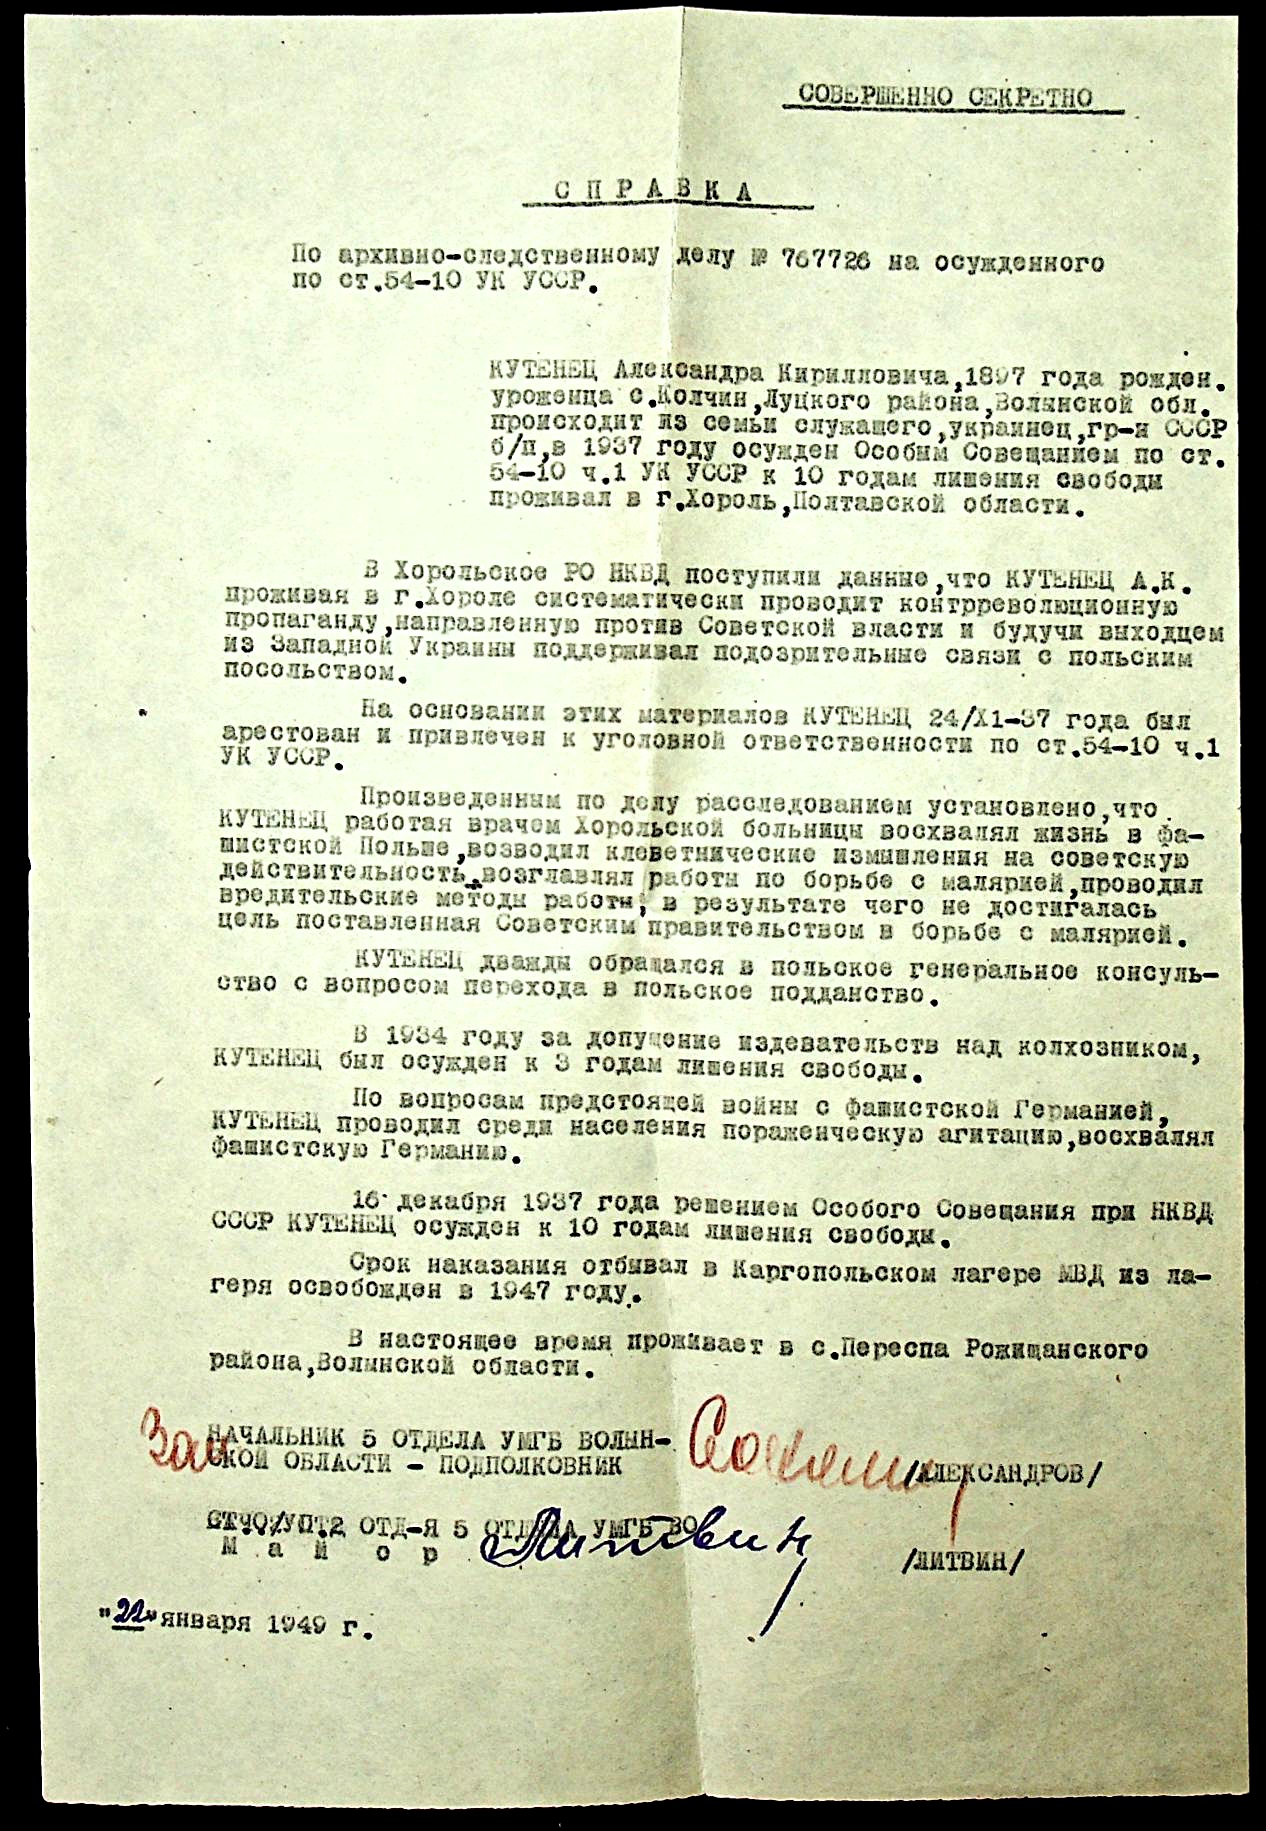 СОВЕРШЕННО СЕКРЕТНО
СПРАВКА
По архивно-следственному делу № 767726 на осужденного
по ст.54-10 УК УССР.
КУТЕНЕЦ Александра Кирилловича,1897 года рожден.
уроженца с.Колчин,Луцкого района,Волынской обл.
происходит из семьи служащего,украинец,гр-н СССР
б/п,в 1937 году осужден Особым Совещанием по ст.
54-10 ч.1 УК УССР к 10 годам лишения свободы
проживал в г.Хороль,Полтавской области.
В Хорольское РО НКВД поступили данные,что КУТЕНЕЦ А.К.
проживая в г.Хороле систематически проводит контрреволюционную
пропаганду,направленную против Советской власти и будучи выходцем
из Западной Украины поддерживал подозрительные связи с польским
посольством.
На основании этих материалов КУТЕНЕЦ 24/Х1-37 года был
арестован и привлечен к уголовной ответственности по ст.54-10 ч.1
УК УССР.
Произведенным по делу расследованием установлено,что
КУТЕНЕЦ работая врачем Хорольской больницы восхвалял жизнь в фа-
шистской Польше,возводил клеветнические измышления на советскую
действительность,возглавлял работы по борьбе с малярией,проводил
вредительские методы работы, в результате чего не достигалась
цель поставленная Советским правительством в борьбе с малярией.
КУТЕНЕЦ дважды обращался в польское генеральное консуль-
ство с вопросом перехода в польское подданство.
В 1934 году за допущение издевательств над колхозником,
КУТЕНЕЦ был осужден к 3 годам лишения свободы.
По вопросам предстоящей войны с фашистской Германией,
КУТЕНЕЦ проводил среди населения пораженческую агитацию,восхвалял
фашистскую Германию.
16 декабря 1937 года решением Особого Совещания при НКВД
СССР КУТЕНЕЦ осужден к 10 годам лишения свободы.
Срок наказания отбывал в Каргопольском лагере МВД из ла-
геря освобожден в 1947 году.
В настоящее время проживает в с.Переспа Рожищанского
района,Волынской области.
Зам НАЧАЛЬНИК 5 ОТДЕЛА УМГБ ВОЛЫН-
СКОЙ ОБЛАСТИ - ПОДПОЛКОВНИК /АЛЕКСАНДРОВ/
2 ОТД-Я 5 ОТДЕЛА УМГБ ВО Литвин
Майор /ЛИТВИН/
"22"января 1949 г.